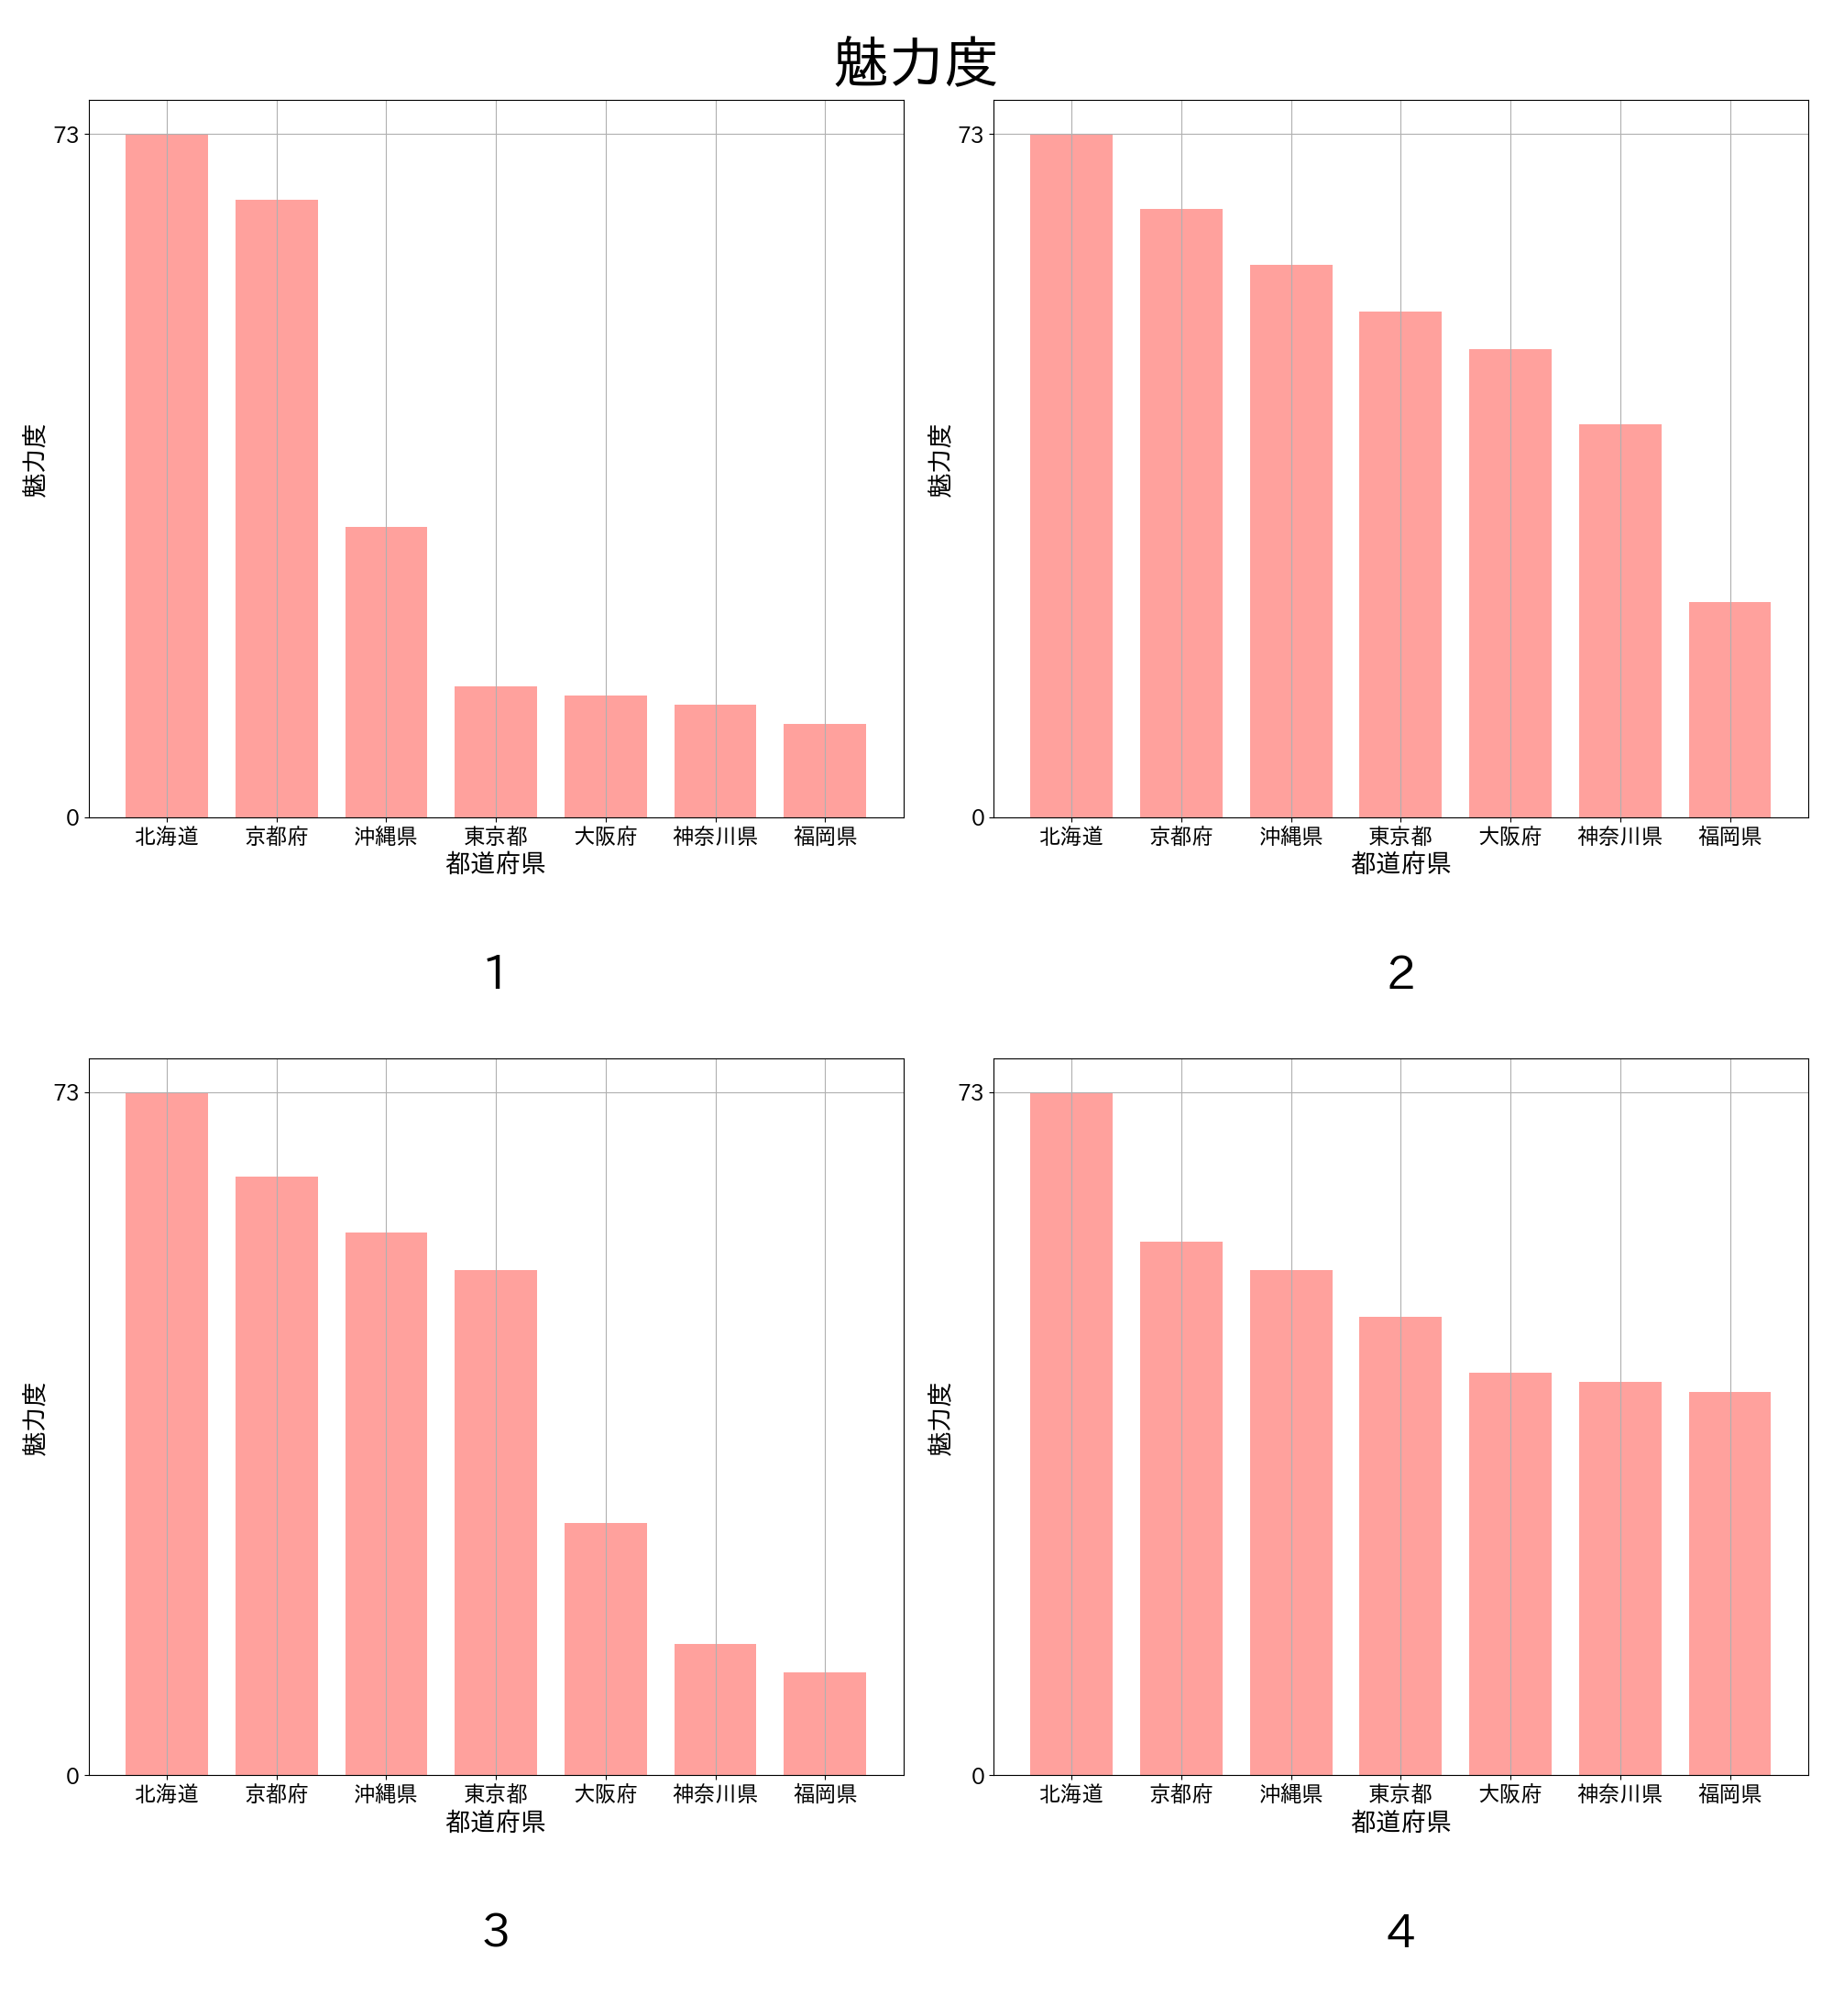 魅力度
73
0
魅力度
北海道 京都府 沖縄県 東京都 大阪府 神奈川県 福岡県
都道府県
1
73
0
魅力度
北海道 京都府 沖縄県 東京都 大阪府 神奈川県 福岡県
都道府県
2
73
0
魅力度
北海道 京都府 沖縄県 東京都 大阪府 神奈川県 福岡県
都道府県
3
73
0
魅力度
北海道 京都府 沖縄県 東京都 大阪府 神奈川県 福岡県
都道府県
4